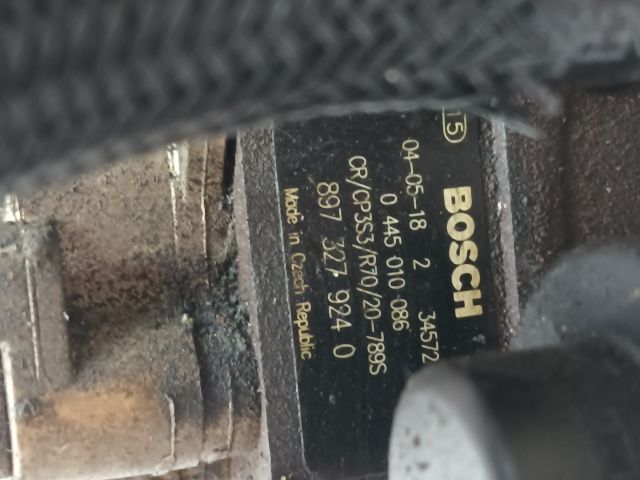 15
BOSCH
04-05-18 2 34572
0 445 010 086
CR/CP3S3/R70/20-789S
897 327 924 0
Made in Czech Republic